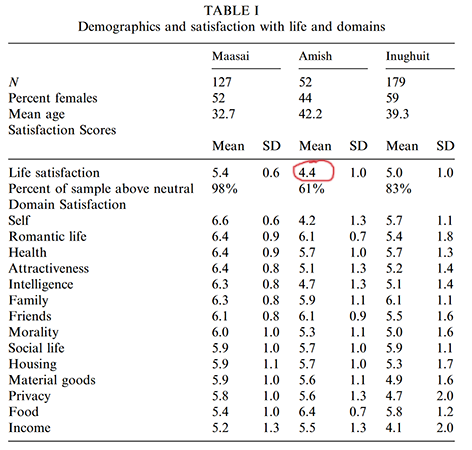 TABLE I
Demographics and satisfaction with life and domains
Maasai Amish Inughuit
N 127 52 179
Percent females 52 44 59
Mean age 32.7 42.2 39.3
Satisfaction Scores
Mean SD Mean SD Mean SD
Life satisfaction 5.4 0.6 4.4 1.0 5.0 1.0
Percent of sample above neutral 98% 61% 83%
Domain Satisfaction
Self 6.6 0.6 4.2 1.3 5.7 1.1
Romantic life 6.4 0.9 6.1 0.7 5.4 1.8
Health 6.4 0.9 5.7 1.0 5.7 1.3
Attractiveness 6.4 0.8 5.1 1.3 5.2 1.4
Intelligence 6.3 0.8 4.7 1.3 5.1 1.4
Family 6.3 0.8 5.9 1.1 6.1 1.1
Friends 6.1 0.8 6.1 0.9 5.5 1.6
Morality 6.0 1.0 5.3 1.1 5.0 1.6
Social life 5.9 1.0 5.7 1.0 5.9 1.1
Housing 5.9 1.1 5.7 1.0 5.3 1.7
Material goods 5.9 1.0 5.6 1.1 4.9 1.6
Privacy 5.8 1.0 5.6 1.3 4.7 2.0
Food 5.4 1.0 6.4 0.7 5.8 1.2
Income 5.2 1.3 5.5 1.3 4.1 2.0